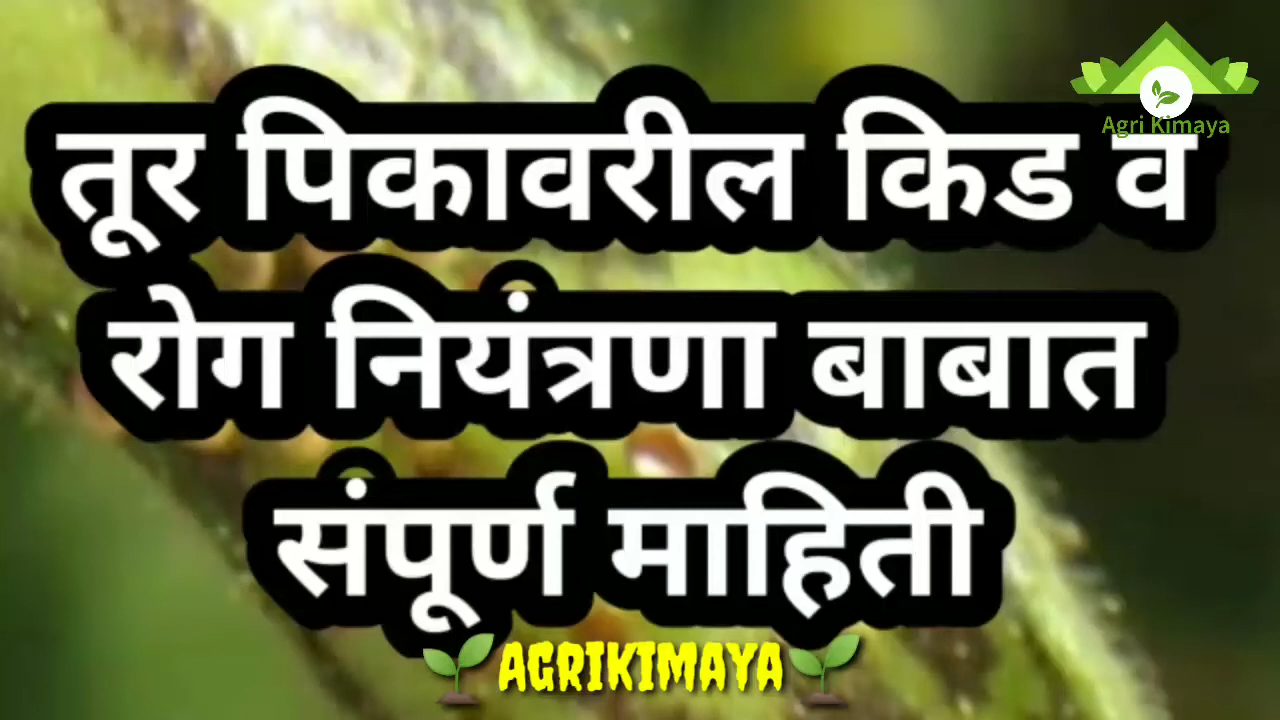 Agri Kimaya
तूर पिकावरील किड व
रोग नियंत्रणा बाबात
संपूर्ण माहिती
AGRIKIMAYA